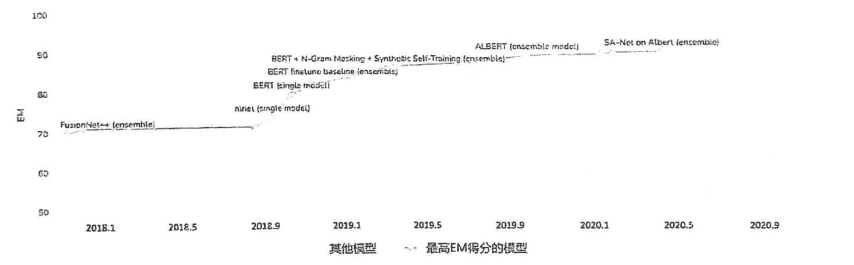 100
ALBERT (ensemble model)
SA-Net on Albert (ensemble)
90
BERT + N-Gram Masking + Synthetic Self-Training (ensemble)
BERT finetune baseline (ensemble)
BERT (single model)
80
nlnet (single model)
EM
FusionNet++ (ensemble)
70
60
50
2018.1 2018.5 2018.9 2019.1 2019.5 2019.9 2020.1 2020.5 2020.9
其他模型 最高EM得分的模型